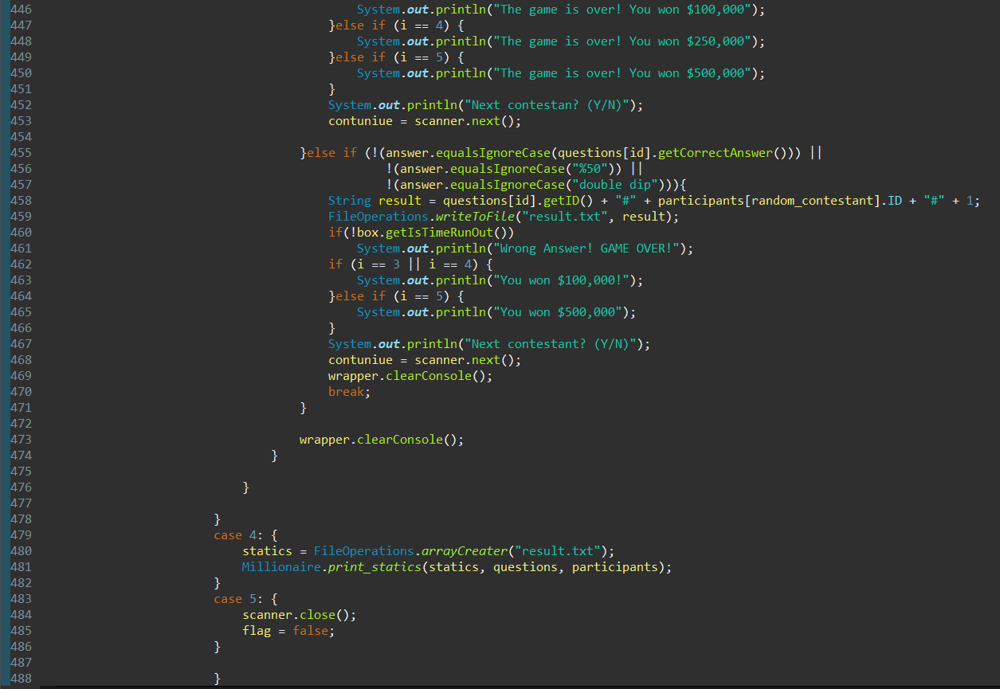 446 System.out.println("The game is over! You won $100,000");
447 }else if (i == 4) {
448 System.out.println("The game is over! You won $250,000");
449 }else if (i == 5) {
450 System.out.println("The game is over! You won $500,000");
451 }
452 System.out.println("Next contestan? (Y/N)");
453 contuniue = scanner.next();
454
455 }else if (!(answer.equalsIgnoreCase(questions[id].getCorrectAnswer())) ||
456 !(answer.equalsIgnoreCase("%50")) ||
457 !(answer.equalsIgnoreCase("double dip"))){
458 String result = questions[id].getID() + "#" + participants[random_contestant].ID + "#" + 1;
459 FileOperations.writeToFile("result.txt", result);
460 if(!box.getIsTimeRunOut())
461 System.out.println("Wrong Answer! GAME OVER!");
462 if (i == 3 || i == 4) {
463 System.out.println("You won $100,000!");
464 }else if (i == 5) {
465 System.out.println("You won $500,000");
466 }
467 System.out.println("Next contestant? (Y/N)");
468 contuniue = scanner.next();
469 wrapper.clearConsole();
470 break;
471 }
472
473 wrapper.clearConsole();
474 }
475
476 }
477
478 }
479 case 4: {
480 statics = FileOperations.arrayCreater("result.txt");
481 Millionaire.print_statics(statics, questions, participants);
482 }
483 case 5: {
484 scanner.close();
485 flag = false;
486 }
487
488 }